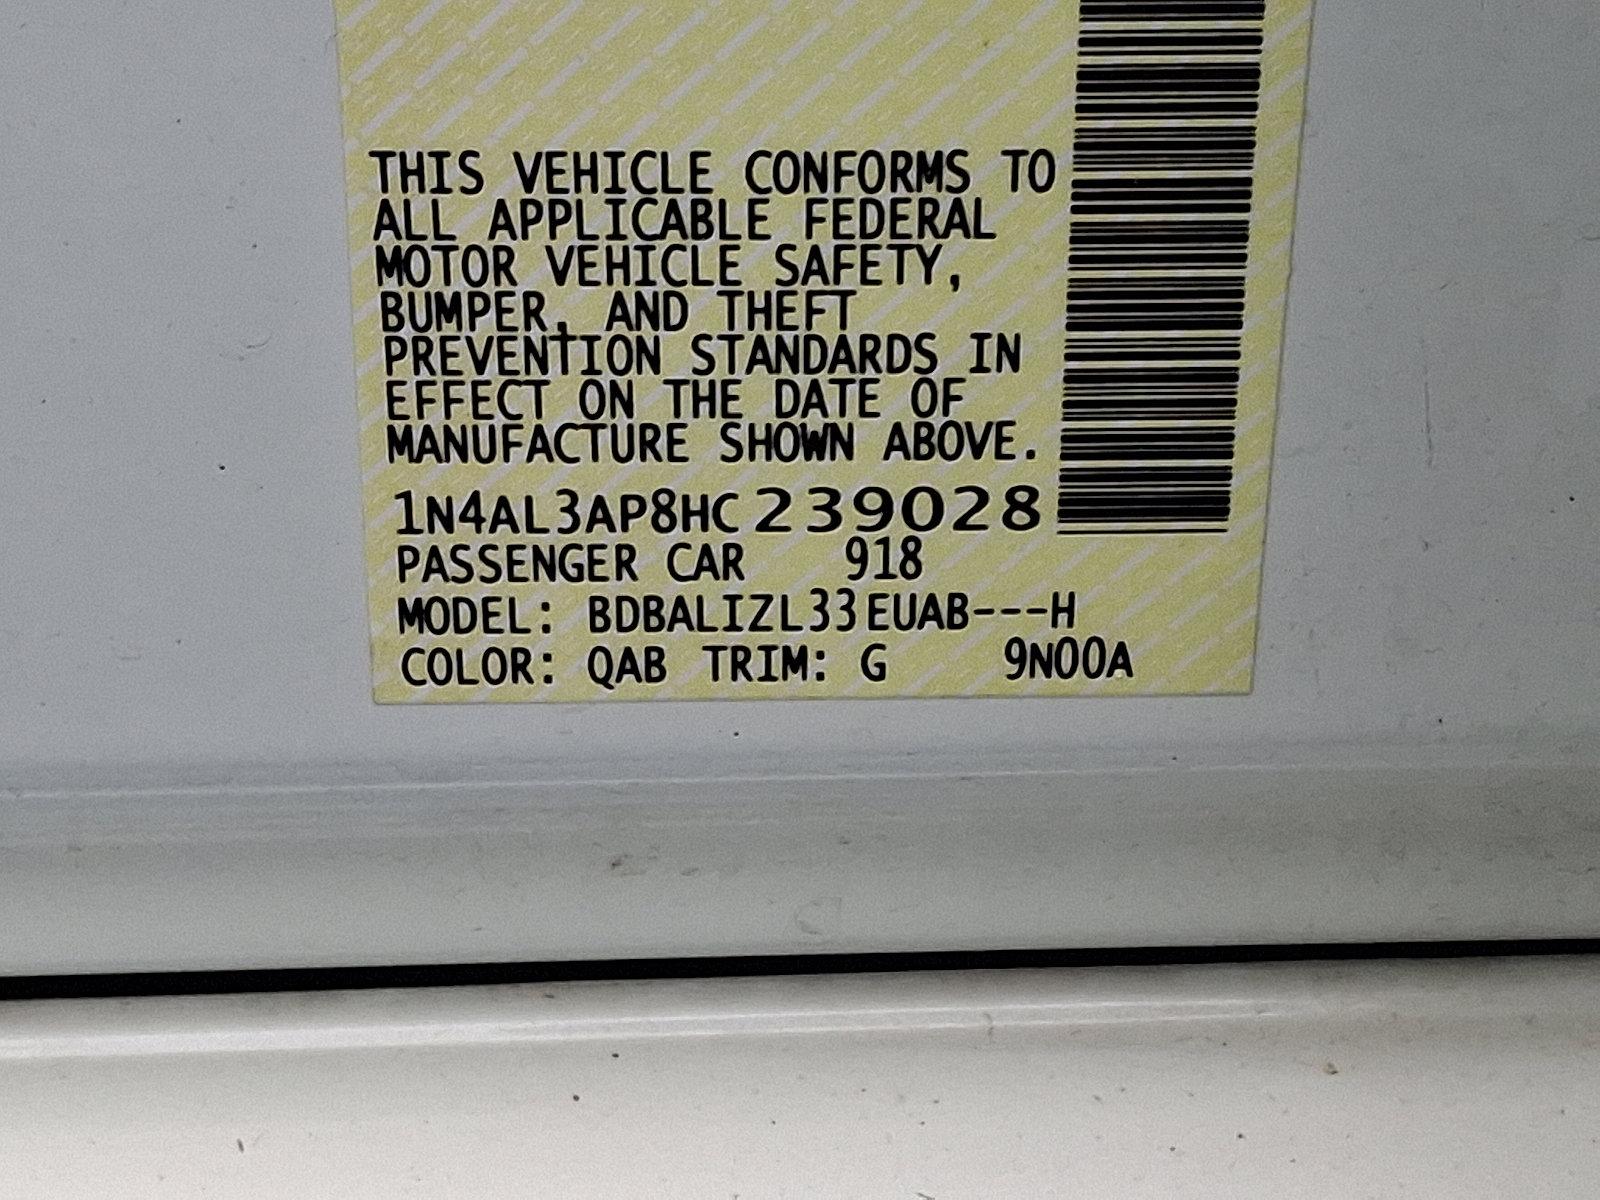 THIS VEHICLE CONFORMS TO
ALL APPLICABLE FEDERAL
MOTOR VEHICLE SAFETY,
BUMPER, AND THEFT
PREVENTION STANDARDS IN
EFFECT ON THE DATE OF
MANUFACTURE SHOWN ABOVE.
1N4AL3AP8HC239028
PASSENGER CAR 918
MODEL: BDBALIZL33EUAB---H
COLOR: QAB TRIM: G 9N00A